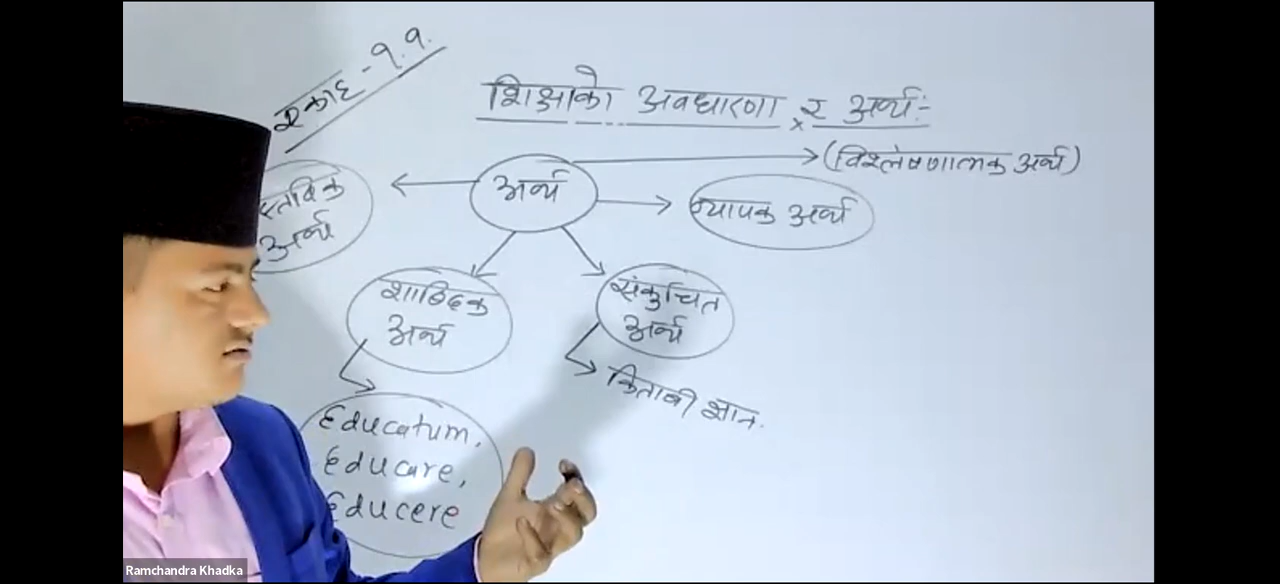 एकाइ - १.१.
शिक्षाको अवधारणा र अर्थ :-
(विश्लेषणात्मक अर्थ)
अर्थ
स्तविक
अर्थ
व्यापक अर्थ
शाब्दिक
अर्थ
संकुचित
अर्थ
किताबी ज्ञान.
Educatum,
Educare,
Educere
Ramchandra Khadka